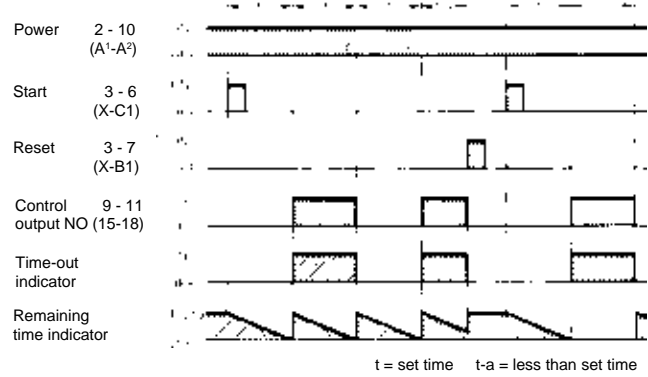 Power 2 - 10
(A¹-A²)
Start 3 - 6
(X-C1)
Reset 3 - 7
(X-B1)
Control 9 - 11
output NO (15-18)
Time-out
indicator
Remaining
time indicator
t = set time t-a = less than set time